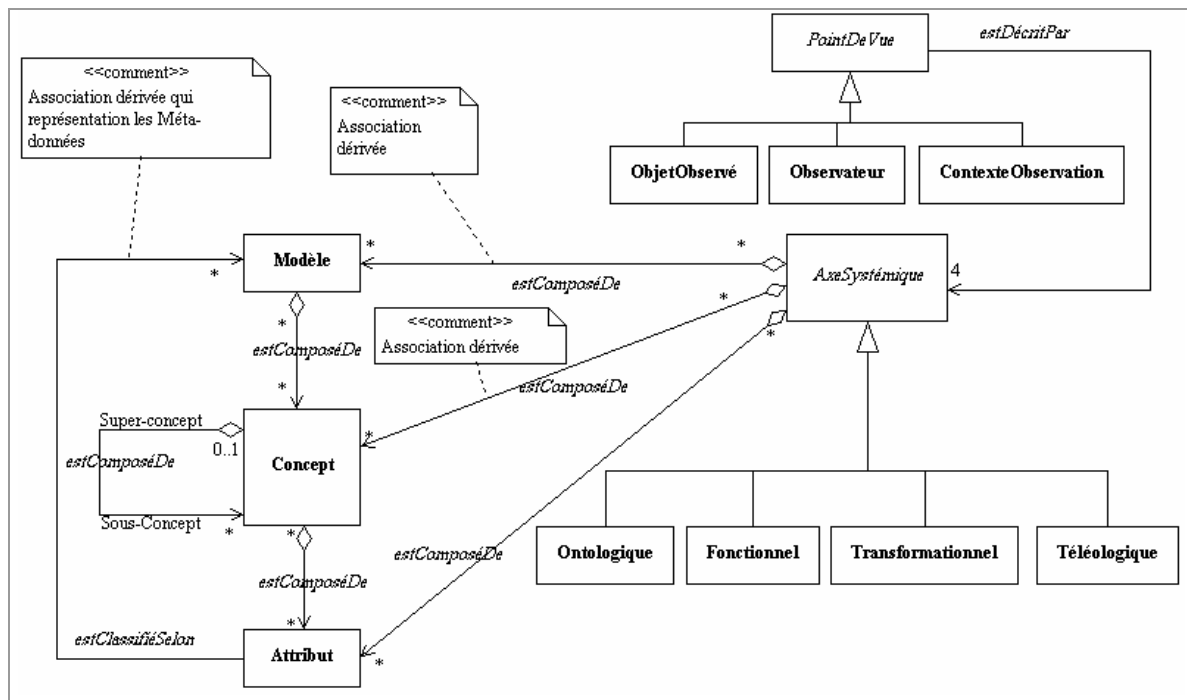 PointDeVue
estDécritPar
<<comment>>
Association dérivée qui
représentation les Méta-
données
<<comment>>
Association
dérivée
ObjetObservé
Observateur
ContexteObservation
Modèle
*
*
*
estComposéDe
AxeSystémique
4
*
estComposéDe
*
<<comment>>
Association dérivée
*
*
estComposéDe
Super-concept
0..1
estComposéDe
Concept
*
Sous-Concept
*
*
estComposéDe
*
estComposéDe
Ontologique
Fonctionnel
Transformationnel
Téléologique
estClassifiéSelon
Attribut
*